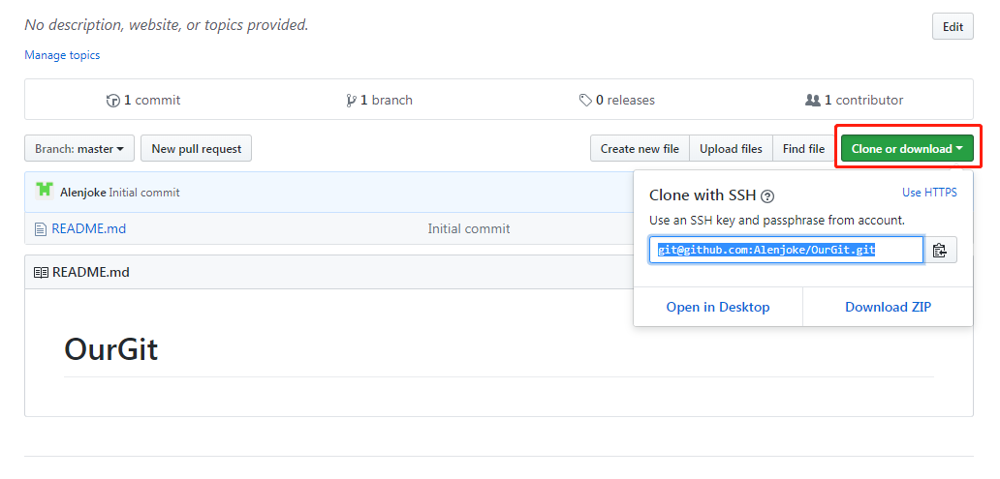 No description, website, or topics provided.
Edit
Manage topics
1 commit
1 branch
0 releases
1 contributor
Branch: master
New pull request
Create new file
Upload files
Find file
Clone or download
Alenjoke Initial commit
Clone with SSH
Use HTTPS
Use an SSH key and passphrase from account.
git@github.com:Alenjoke/OurGit.git
Open in Desktop
Download ZIP
README.md
Initial commit
README.md
OurGit